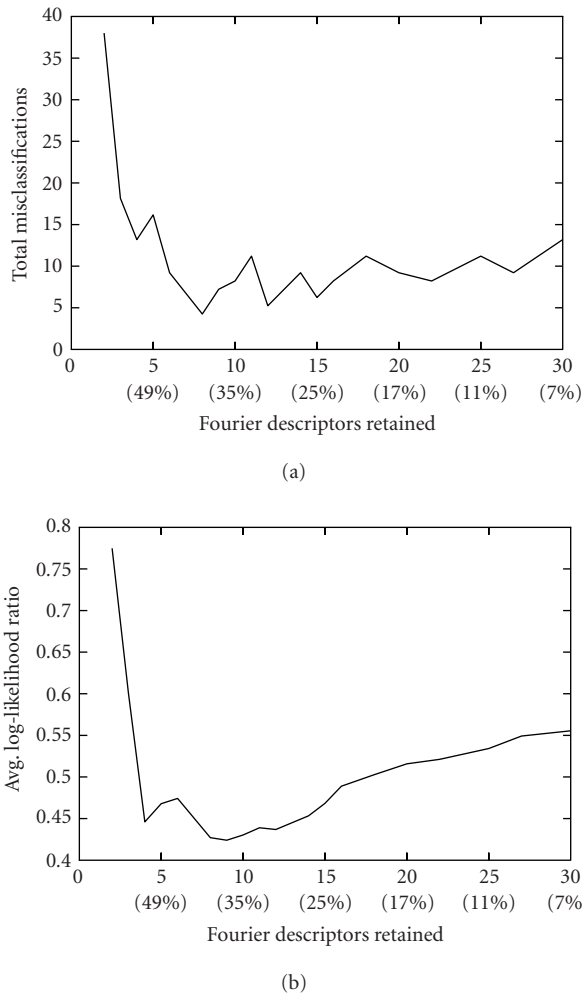 40
35
30
25
20
15
10
5
0
Total misclassifications
0 5 10 15 20 25 30
(49%) (35%) (25%) (17%) (11%) (7%)
Fourier descriptors retained
(a)
0.8
0.75
0.7
0.65
0.6
0.55
0.5
0.45
0.4
Avg. log-likelihood ratio
0 5 10 15 20 25 30
(49%) (35%) (25%) (17%) (11%) (7%
Fourier descriptors retained
(b)